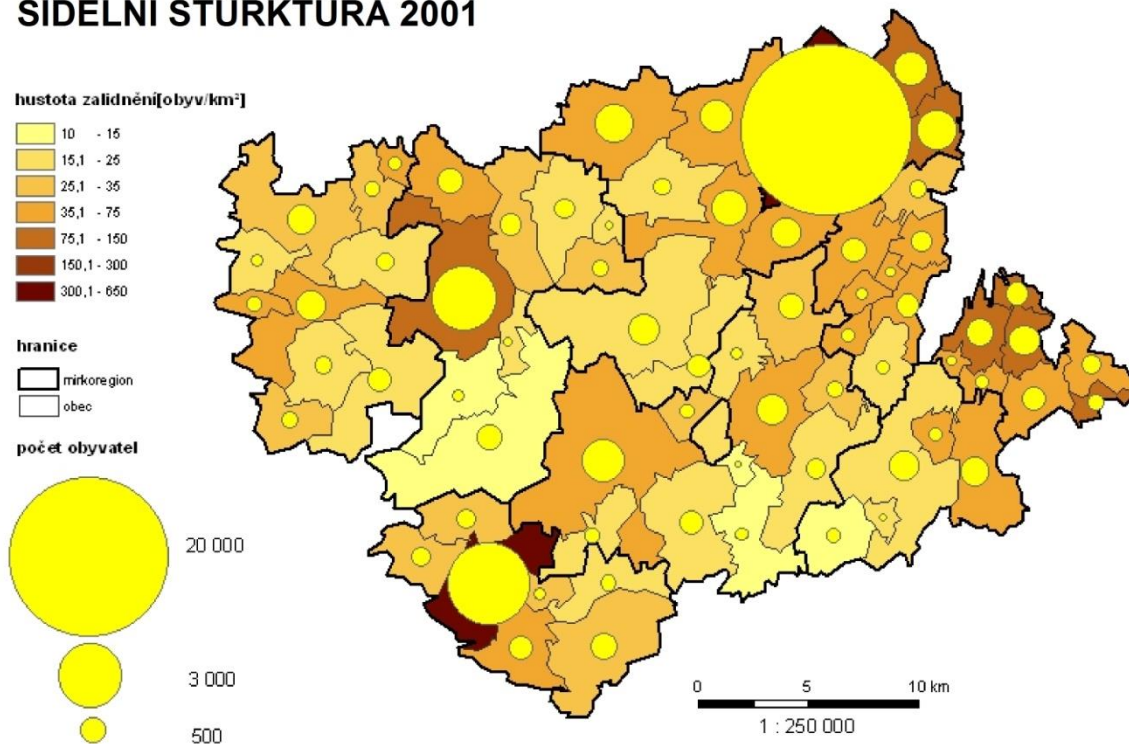 SÍDELNÍ STURKTURA 2001
hustota zalidnění[obyv/km²]
10 - 15
15,1 - 25
25,1 - 35
35,1 - 75
75,1 - 150
150,1 - 300
300,1 - 650
hranice
mirkoregion
obec
počet obyvatel
20 000
3 000
500
0 5 10 km
1 : 250 000